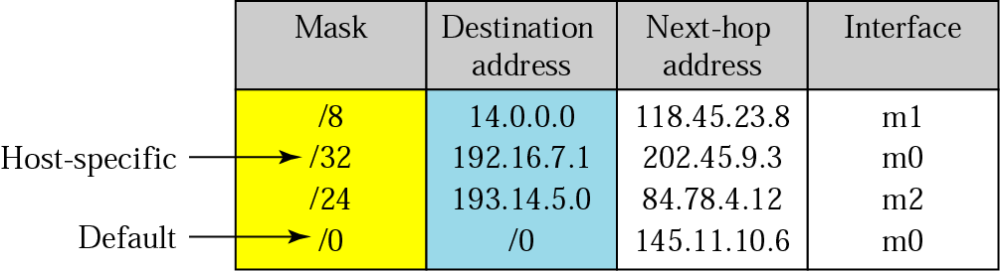 Mask Destination address Next-hop address Interface
/8 14.0.0.0 118.45.23.8 m1
Host-specific /32 192.16.7.1 202.45.9.3 m0
/24 193.14.5.0 84.78.4.12 m2
Default /0 /0 145.11.10.6 m0